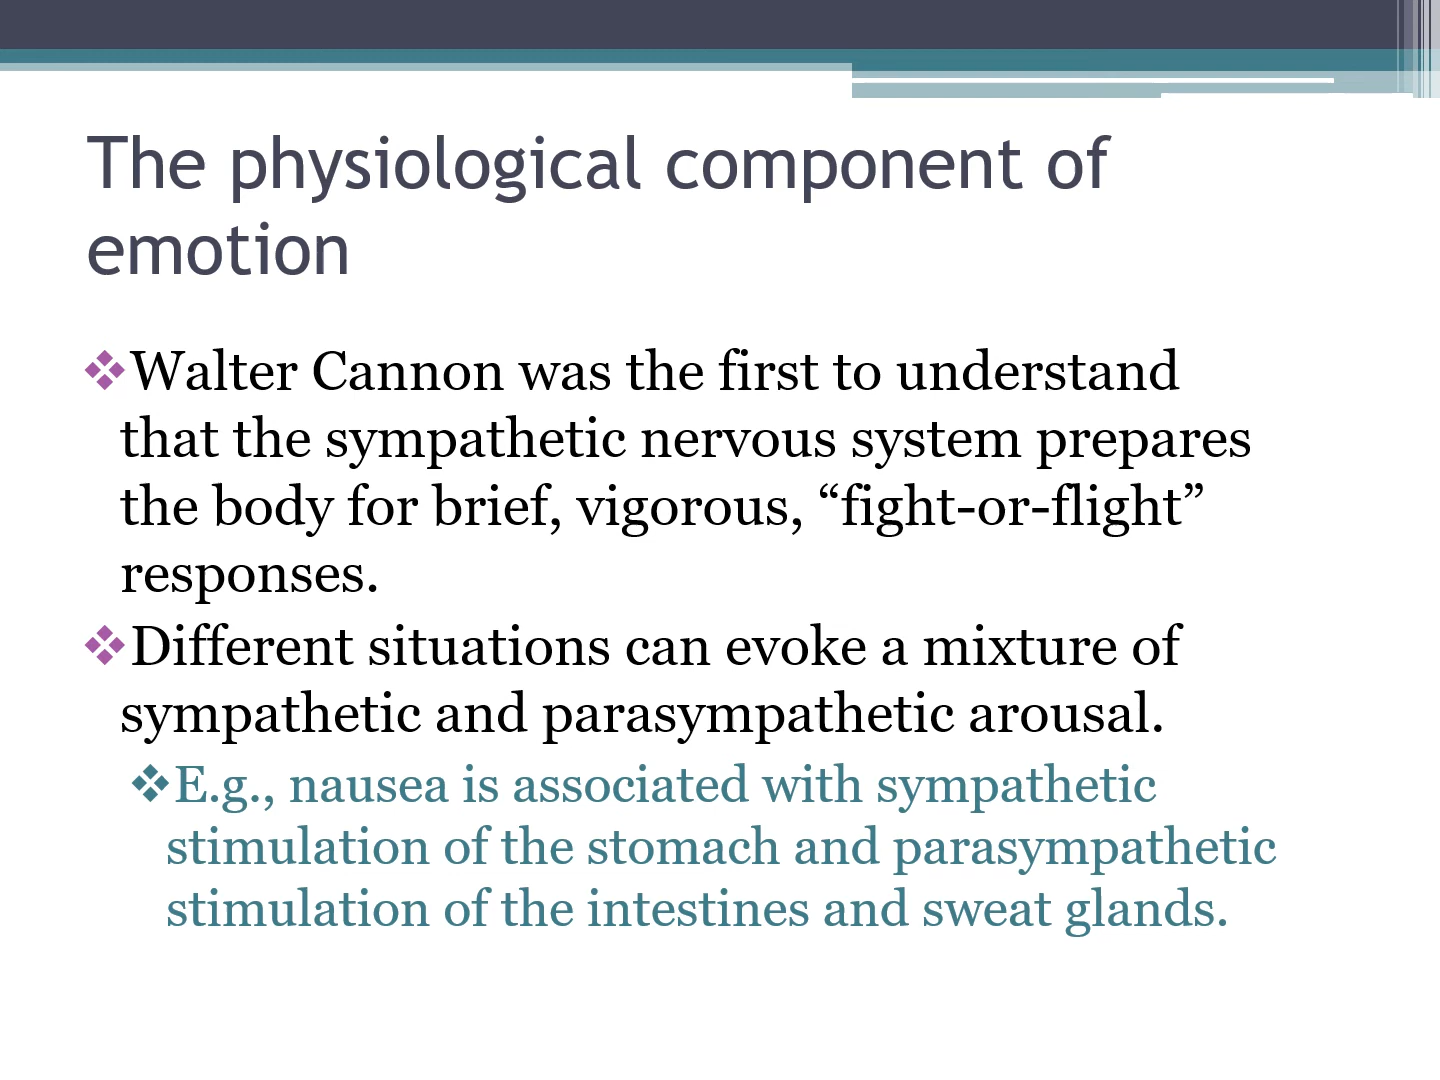 The physiological component of
emotion
❖Walter Cannon was the first to understand
that the sympathetic nervous system prepares
the body for brief, vigorous, “fight-or-flight”
responses.
❖Different situations can evoke a mixture of
sympathetic and parasympathetic arousal.
❖E.g., nausea is associated with sympathetic
stimulation of the stomach and parasympathetic
stimulation of the intestines and sweat glands.